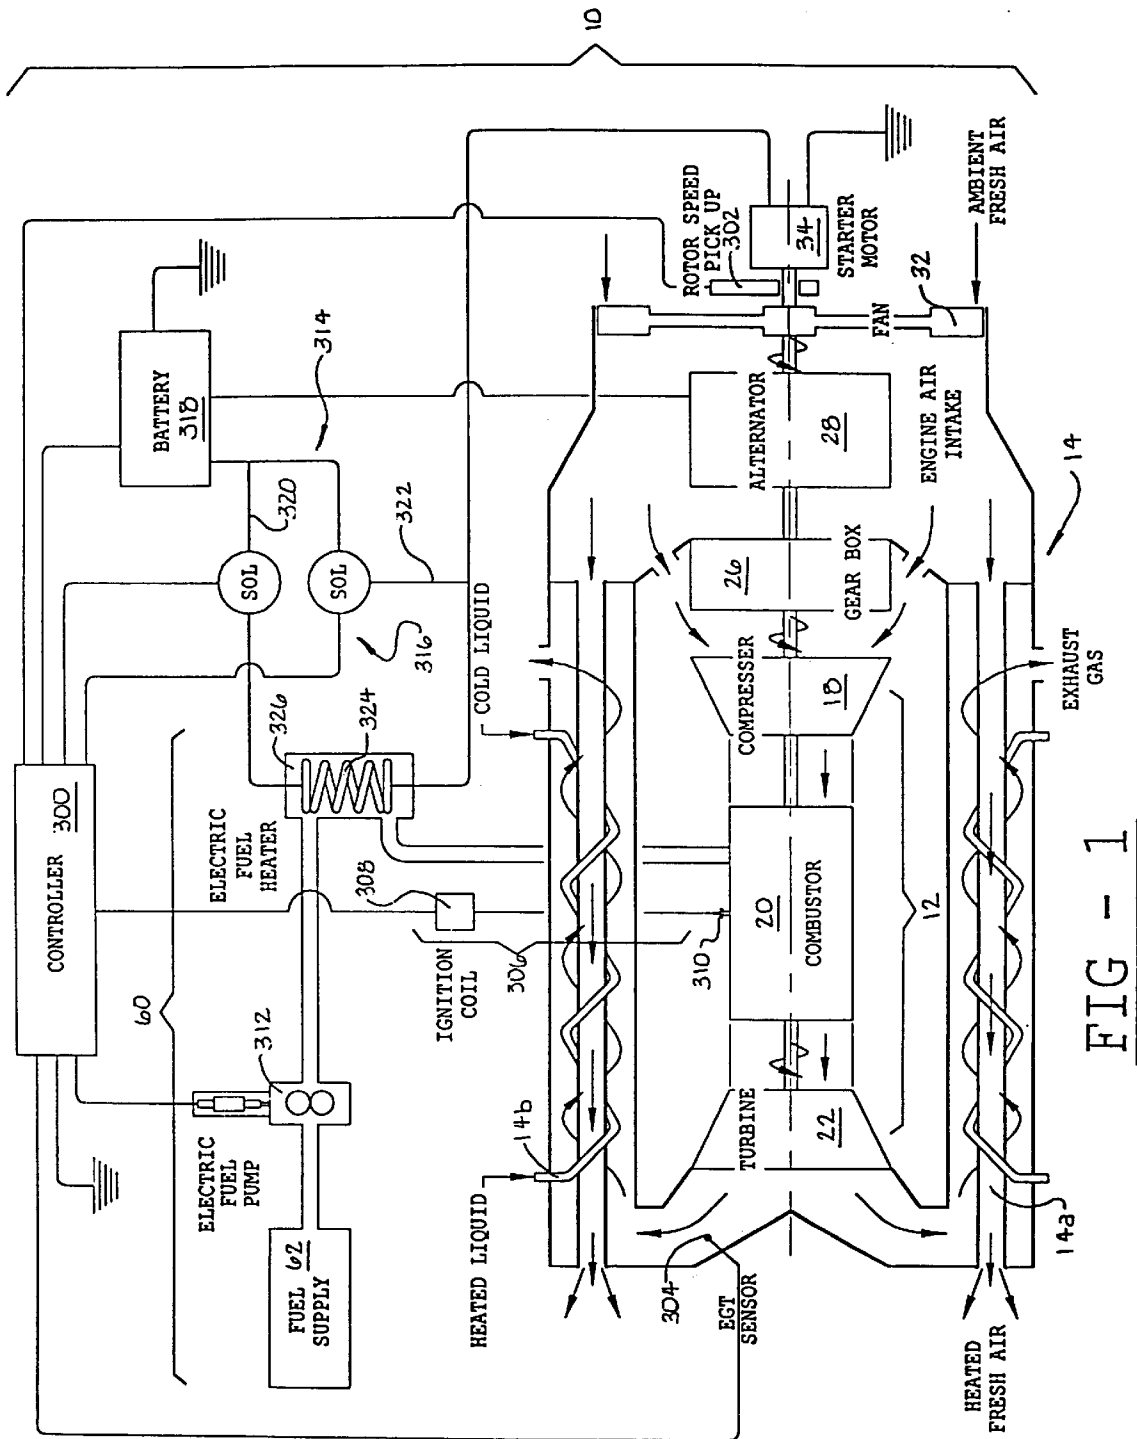 10
CONTROLLER
300
BATTERY
318
314
320
SOL
SOL
322
316
326
324
ELECTRIC
FUEL
HEATER
308
IGNITION
COIL
306
310
60
312
ELECTRIC
FUEL
PUMP
FUEL
SUPPLY
62
COLD LIQUID
HEATED LIQUID
14b
ROTOR SPEED
PICK UP
302
34
STARTER
MOTOR
AMBIENT
FRESH AIR
FAN
32
ALTERNATOR
28
ENGINE AIR
INTAKE
26
GEAR BOX
14
COMPRESSER
18
EXHAUST
GAS
20
COMBUSTOR
12
TURBINE
22
304
EGT
SENSOR
14a
HEATED
FRESH AIR
FIG - 1